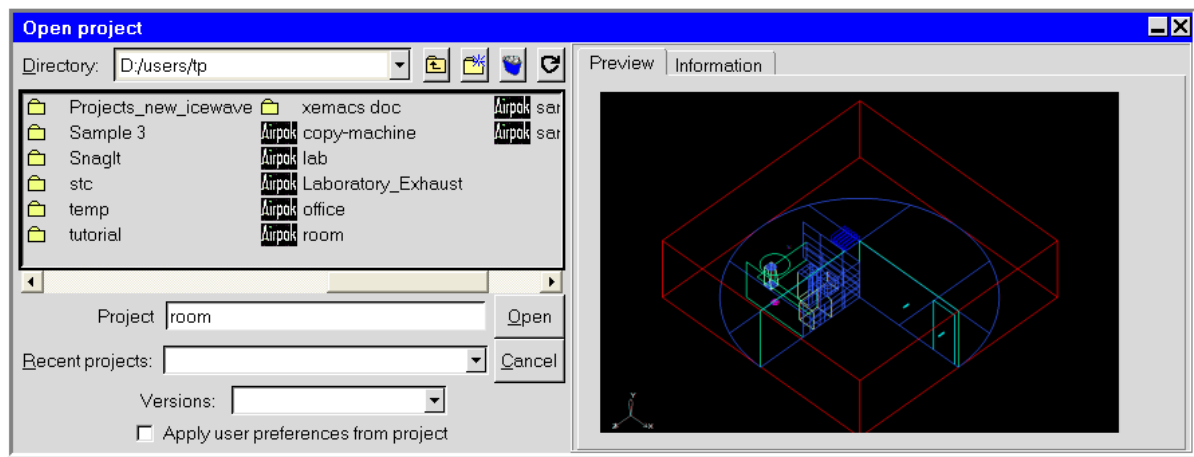 Open project
Directory: D:/users/tp
Preview Information
Projects_new_icewave xemacs doc Airpak sar
Sample 3 Airpak copy-machine Airpak sar
SnagIt Airpak lab
stc Airpak Laboratory_Exhaust
temp Airpak office
tutorial Airpak room
Project room Open
Recent projects: Cancel
Versions:
Apply user preferences from project
Y
Z X